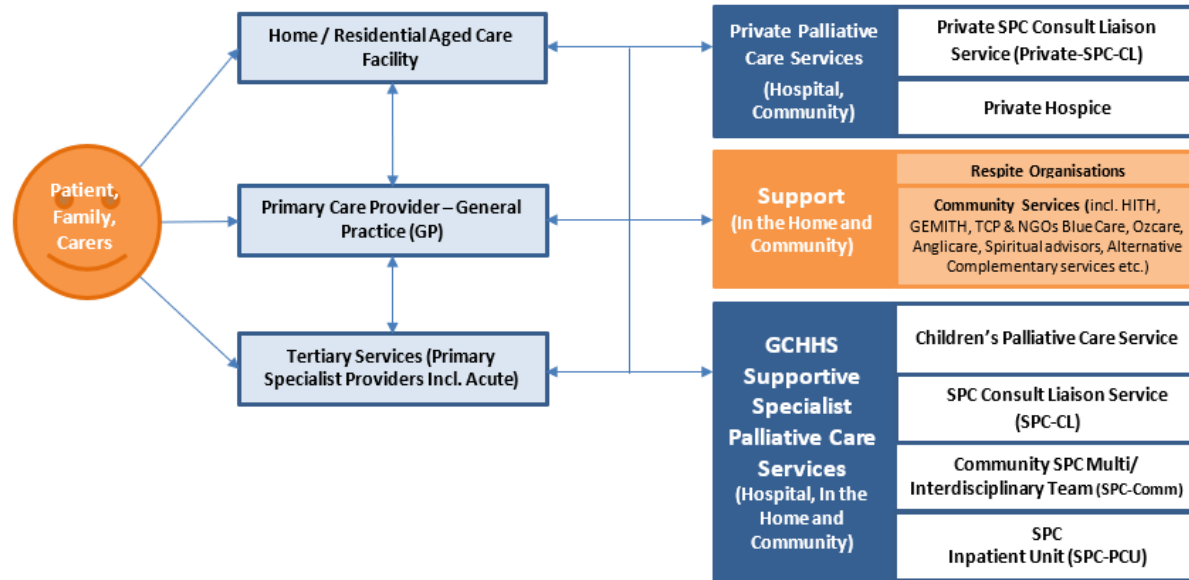 Patient,
Family,
Carers
Home / Residential Aged Care
Facility
Primary Care Provider – General
Practice (GP)
Tertiary Services (Primary
Specialist Providers Incl. Acute)
Private Palliative
Care Services
(Hospital,
Community)
Private SPC Consult Liaison
Service (Private-SPC-CL)
Private Hospice
Support
(In the Home and
Community)
Respite Organisations
Community Services (incl. HITH,
GEMITH, TCP & NGOs Blue Care, Ozcare,
Anglicare, Spiritual advisors, Alternative
Complementary services etc.)
GCHHS
Supportive
Specialist
Palliative Care
Services
(Hospital, In the
Home and
Community)
Children's Palliative Care Service
SPC Consult Liaison Service
(SPC-CL)
Community SPC Multi/
Interdisciplinary Team (SPC-Comm)
SPC
Inpatient Unit (SPC-PCU)